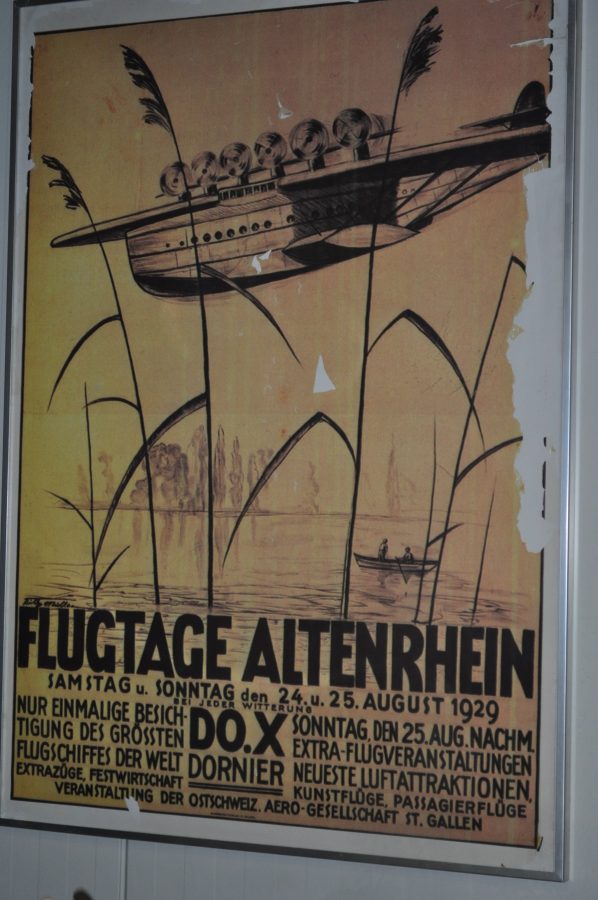 FLUGTAGE ALTENRHEIN
SAMSTAG u. SONNTAG den 24. u. 25. AUGUST 1929
BEI JEDER WITTERUNG
NUR EINMALIGE BESICH-
TIGUNG DES GRÖSSTEN
FLUGSCHIFFES DER WELT
EXTRAZÜGE, FESTWIRTSCHAFT
DO.X
DORNIER
SONNTAG, DEN 25. AUG. NACHM.
EXTRA-FLUGVERANSTALTUNGEN
NEUESTE LUFTATTRAKTIONEN,
KUNSTFLÜGE, PASSAGIERFLÜGE
VERANSTALTUNG DER OSTSCHWEIZ. AERO-GESELLSCHAFT ST. GALLEN